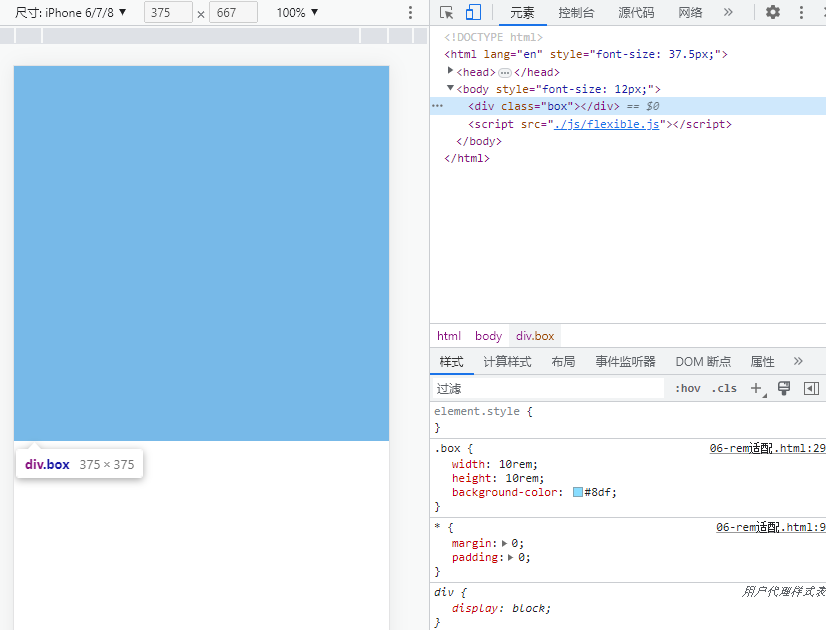 尺寸: iPhone 6/7/8 ▼ 375 × 667 100% ▼
div.box 375 × 375
元素 控制台 源代码 网络 »
<!DOCTYPE html>
<html lang="en" style="font-size: 37.5px;">
<head>…</head>
<body style="font-size: 12px;">
<div class="box"></div> == $0
<script src="./js/flexible.js"></script>
</body>
</html>
html body div.box
样式 计算样式 布局 事件监听器 DOM 断点 属性 »
过滤 :hov .cls +
element.style {
}
.box { 06-rem适配.html:29
width: 10rem;
height: 10rem;
background-color: #8df;
}
* { 06-rem适配.html:9
margin: 0;
padding: 0;
}
div { 用户代理样式表
display: block;
}